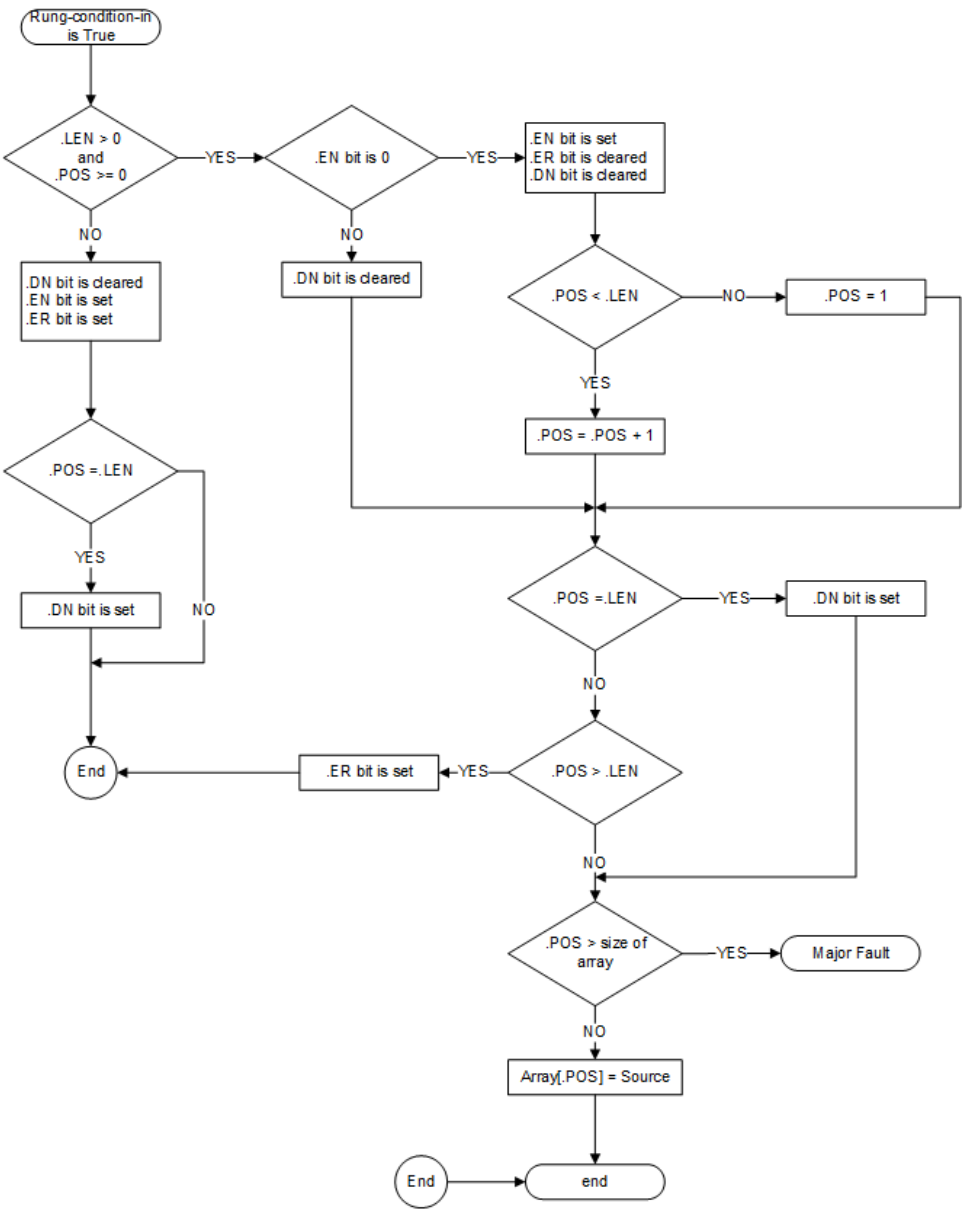 Rung-condition-in
is True
.LEN > 0
and
.POS >= 0
YES
.EN bit is 0
YES
.EN bit is set
.ER bit is cleared
.DN bit is cleared
NO
NO
.DN bit is cleared
.EN bit is set
.ER bit is set
.DN bit is cleared
.POS < .LEN
NO
.POS = 1
YES
.POS = .POS + 1
.POS =.LEN
YES
NO
.DN bit is set
.POS =.LEN
YES
.DN bit is set
NO
End
.ER bit is set
YES
.POS > .LEN
NO
.POS > size of
array
YES
Major Fault
NO
Array[.POS] = Source
End
end